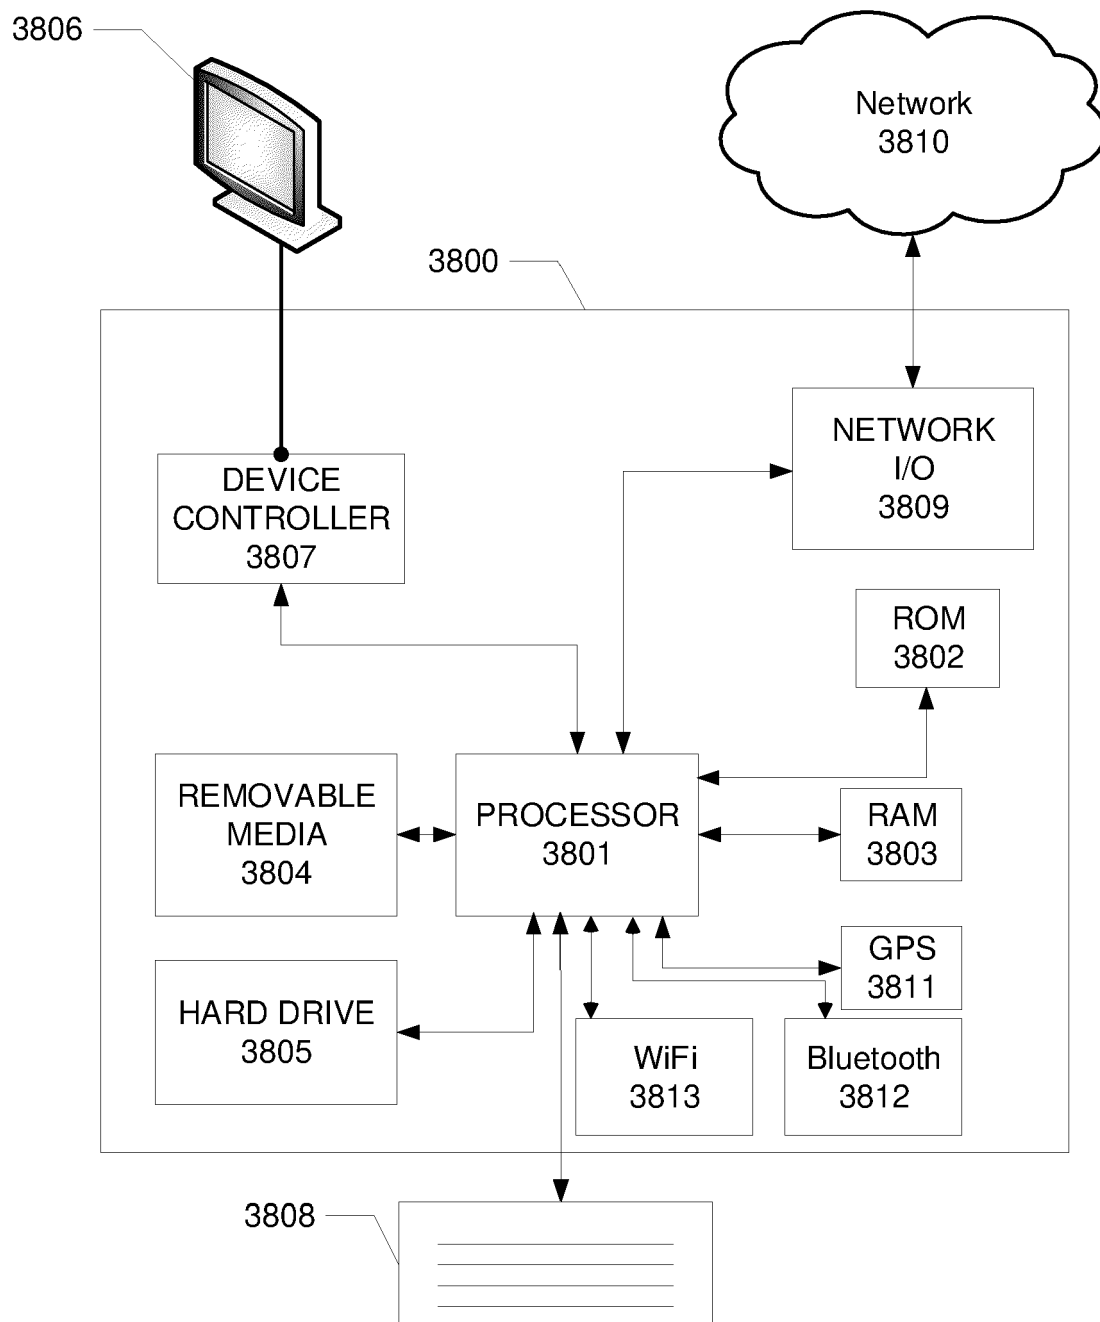 3806
Network
3810
3800
NETWORK
I/O
3809
DEVICE
CONTROLLER
3807
ROM
3802
REMOVABLE
MEDIA
3804
PROCESSOR
3801
RAM
3803
GPS
3811
HARD DRIVE
3805
WiFi
3813
Bluetooth
3812
3808